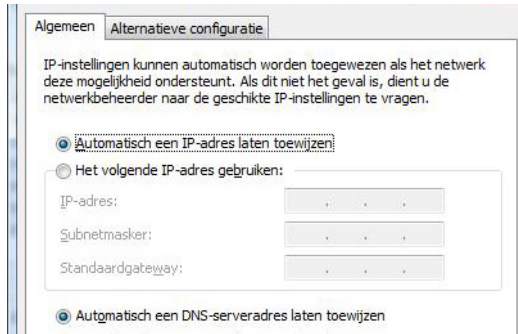 Algemeen Alternatieve configuratie
IP-instellingen kunnen automatisch worden toegewezen als het netwerk
deze mogelijkheid ondersteunt. Als dit niet het geval is, dient u de
netwerkbeheerder naar de geschikte IP-instellingen te vragen.
Automatisch een IP-adres laten toewijzen
Het volgende IP-adres gebruiken:
IP-adres:
Subnetmasker:
Standaardgateway:
Automatisch een DNS-serveradres laten toewijzen